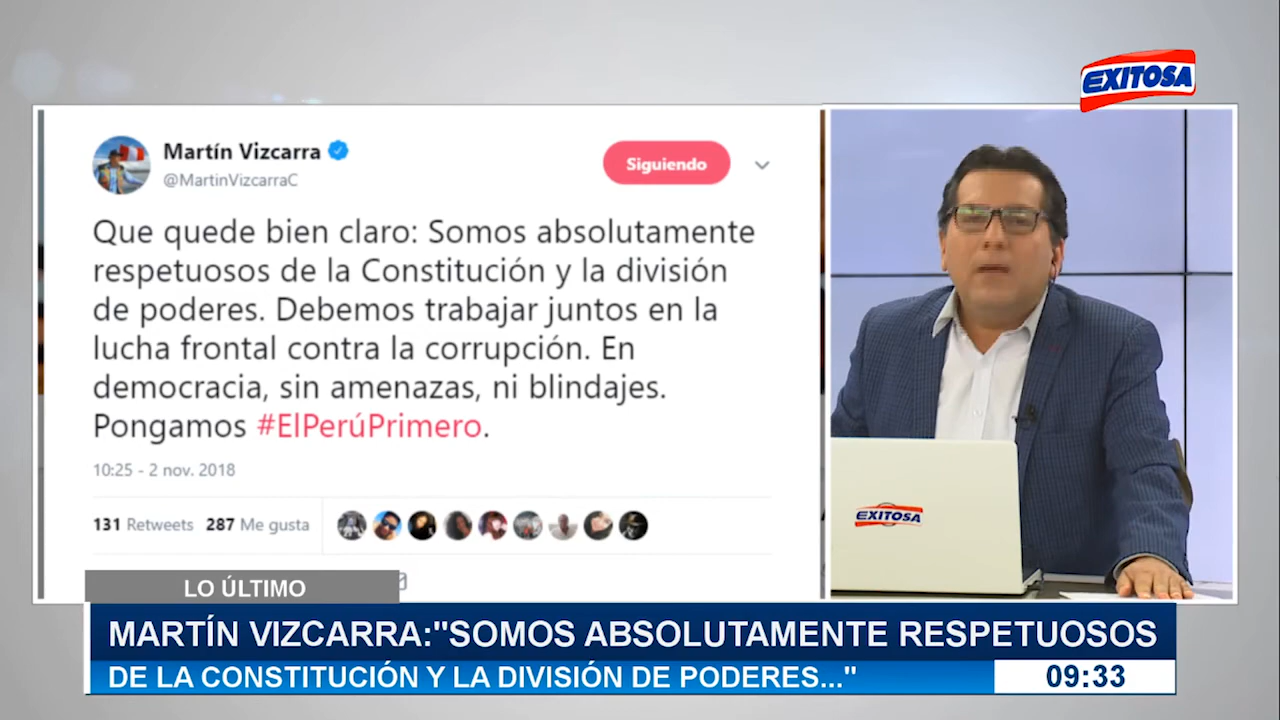 EXITOSA
Martín Vizcarra
@MartinVizcarraC
Siguiendo
Que quede bien claro: Somos absolutamente
respetuosos de la Constitución y la división
de poderes. Debemos trabajar juntos en la
lucha frontal contra la corrupción. En
democracia, sin amenazas, ni blindajes.
Pongamos #ElPerúPrimero.
10:25 - 2 nov. 2018
131 Retweets 287 Me gusta
EXITOSA
LO ÚLTIMO
MARTÍN VIZCARRA:"SOMOS ABSOLUTAMENTE RESPETUOSOS
DE LA CONSTITUCIÓN Y LA DIVISIÓN DE PODERES..."
09:33